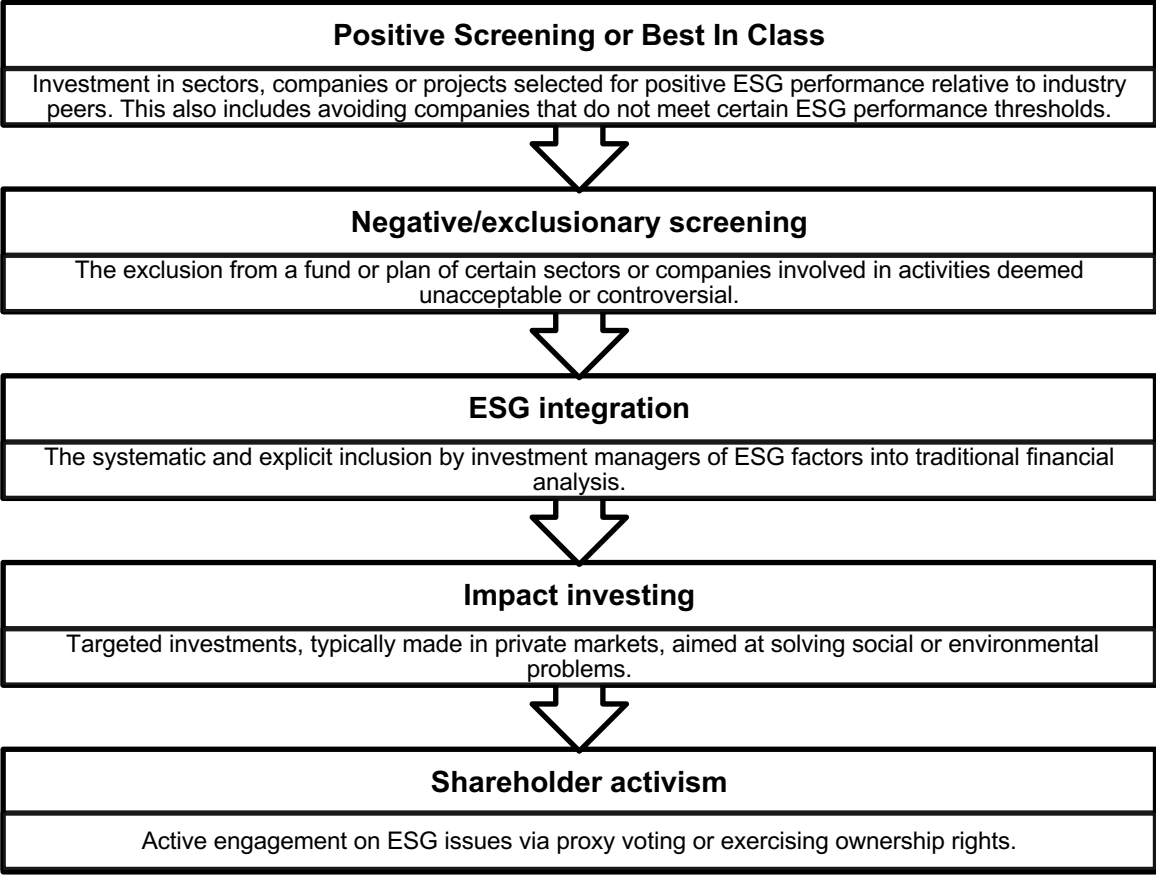 Positive Screening or Best In Class
Investment in sectors, companies or projects selected for positive ESG performance relative to industry
peers. This also includes avoiding companies that do not meet certain ESG performance thresholds.
Negative/exclusionary screening
The exclusion from a fund or plan of certain sectors or companies involved in activities deemed
unacceptable or controversial.
ESG integration
The systematic and explicit inclusion by investment managers of ESG factors into traditional financial
analysis.
Impact investing
Targeted investments, typically made in private markets, aimed at solving social or environmental
problems.
Shareholder activism
Active engagement on ESG issues via proxy voting or exercising ownership rights.